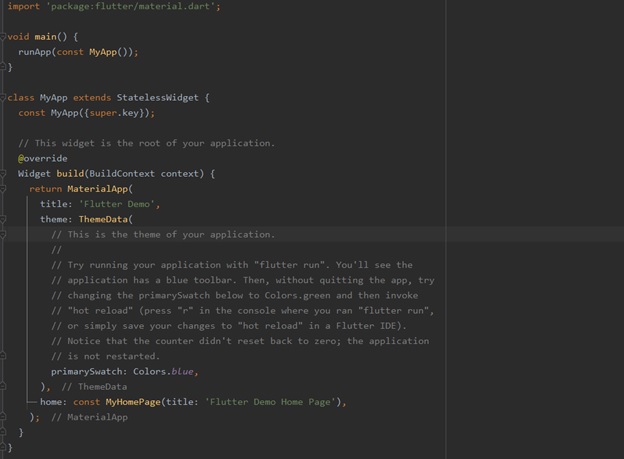 import 'package:flutter/material.dart';
void main() {
runApp(const MyApp());
}
class MyApp extends StatelessWidget {
const MyApp({super.key});
// This widget is the root of your application.
@override
Widget build(BuildContext context) {
return MaterialApp(
title: 'Flutter Demo',
theme: ThemeData(
// This is the theme of your application.
//
// Try running your application with "flutter run". You'll see the
// application has a blue toolbar. Then, without quitting the app, try
// changing the primarySwatch below to Colors.green and then invoke
// "hot reload" (press "r" in the console where you ran "flutter run",
// or simply save your changes to "hot reload" in a Flutter IDE).
// Notice that the counter didn't reset back to zero; the application
// is not restarted.
primarySwatch: Colors.blue,
), // ThemeData
home: const MyHomePage(title: 'Flutter Demo Home Page'),
); // MaterialApp
}
}